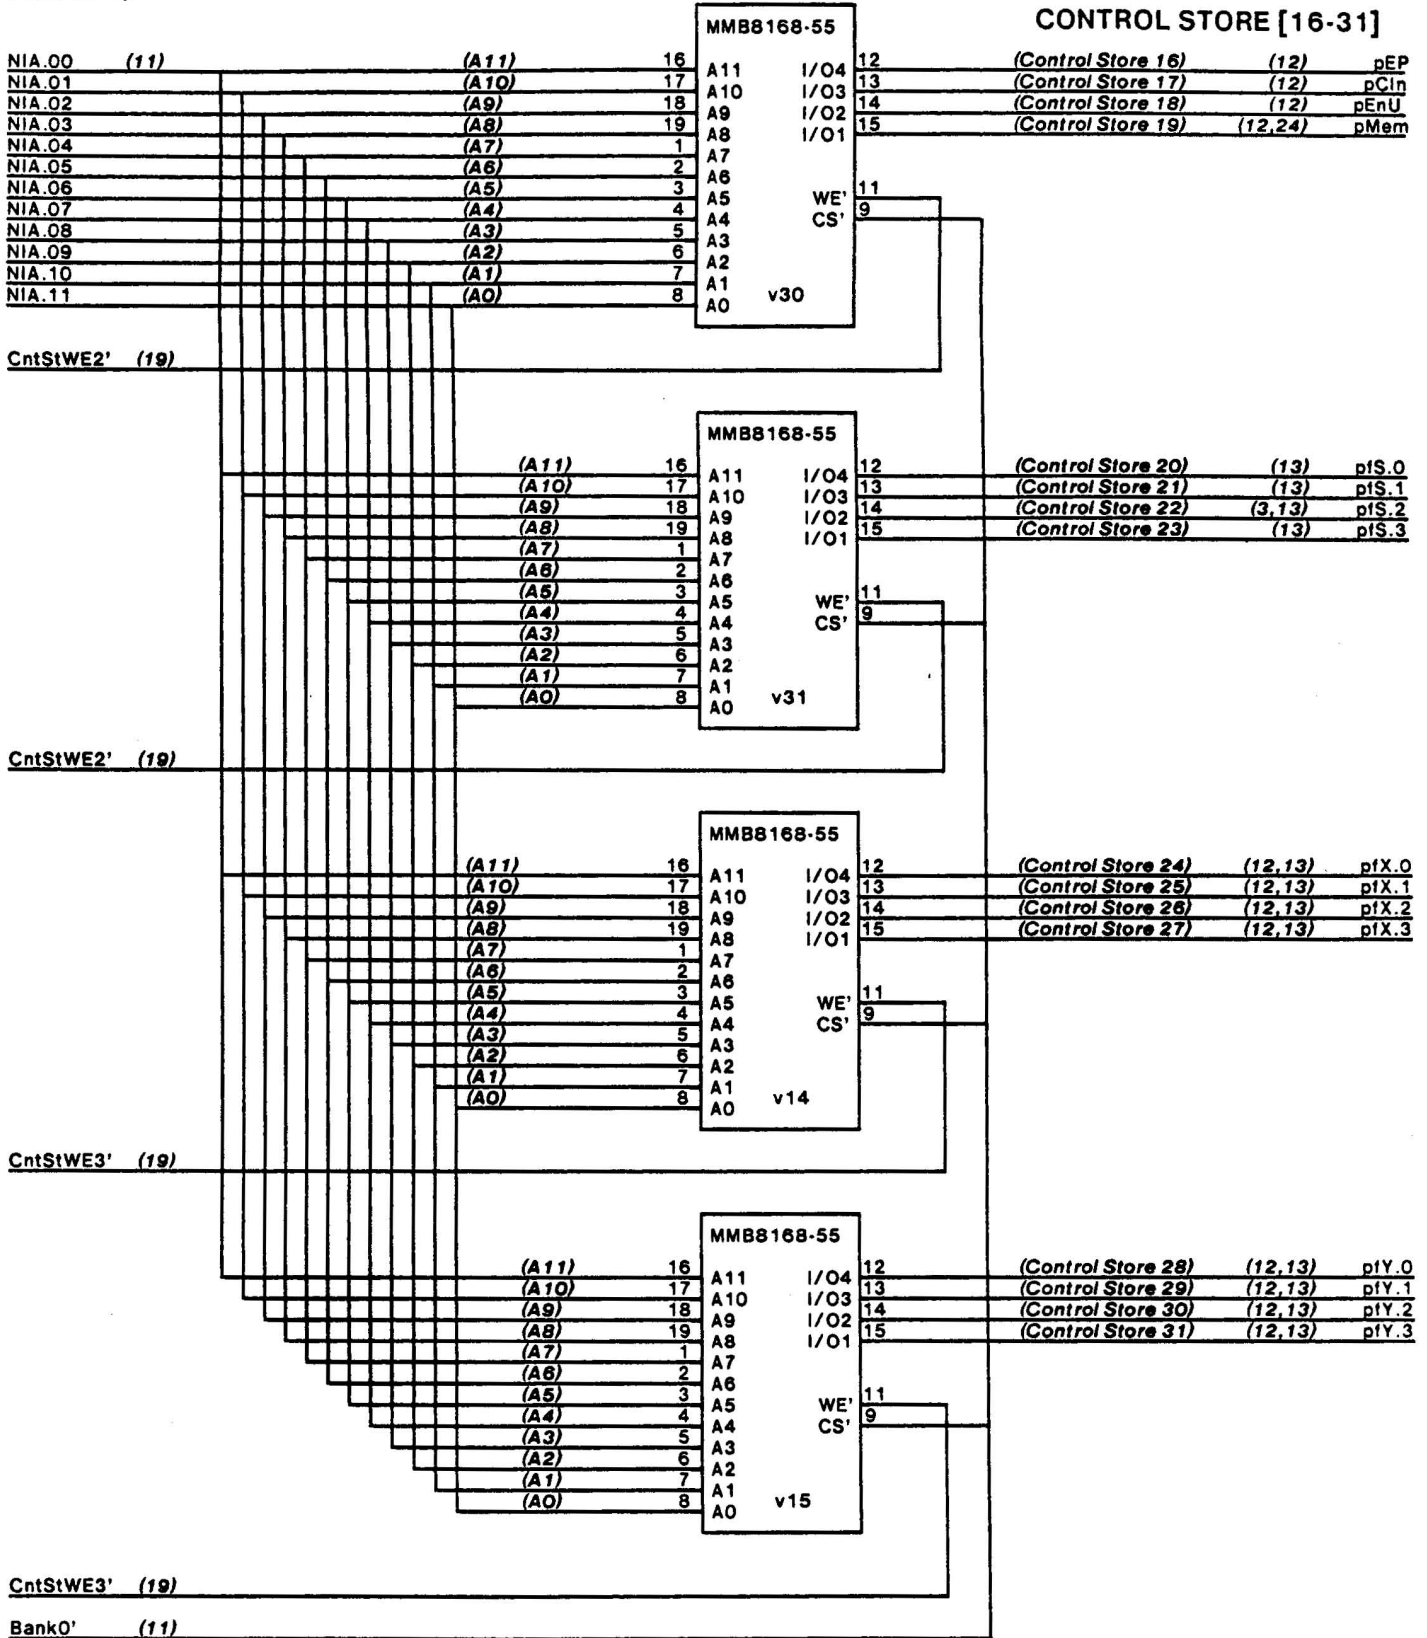 CONTROL STORE [16-31]
MMB8168-55
NIA.00 (11) (A11) 16 A11 I/O4 12 (Control Store 16) (12) pEP
NIA.01 (A10) 17 A10 I/O3 13 (Control Store 17) (12) pCIn
NIA.02 (A9) 18 A9 I/O2 14 (Control Store 18) (12) pEnU
NIA.03 (A8) 19 A8 I/O1 15 (Control Store 19) (12,24) pMem
NIA.04 (A7) 1 A7
NIA.05 (A6) 2 A6
NIA.06 (A5) 3 A5 WE' 11
NIA.07 (A4) 4 A4 CS' 9
NIA.08 (A3) 5 A3
NIA.09 (A2) 6 A2
NIA.10 (A1) 7 A1
NIA.11 (A0) 8 A0 v30
CntStWE2' (19)
MMB8168-55
(A11) 16 A11 I/O4 12 (Control Store 20) (13) pfS.0
(A10) 17 A10 I/O3 13 (Control Store 21) (13) pfS.1
(A9) 18 A9 I/O2 14 (Control Store 22) (3,13) pfS.2
(A8) 19 A8 I/O1 15 (Control Store 23) (13) pfS.3
(A7) 1 A7
(A6) 2 A6
(A5) 3 A5 WE' 11
(A4) 4 A4 CS' 9
(A3) 5 A3
(A2) 6 A2
(A1) 7 A1
(A0) 8 A0 v31
CntStWE2' (19)
MMB8168-55
(A11) 16 A11 I/O4 12 (Control Store 24) (12,13) pfX.0
(A10) 17 A10 I/O3 13 (Control Store 25) (12,13) pfX.1
(A9) 18 A9 I/O2 14 (Control Store 26) (12,13) pfX.2
(A8) 19 A8 I/O1 15 (Control Store 27) (12,13) pfX.3
(A7) 1 A7
(A6) 2 A6
(A5) 3 A5 WE' 11
(A4) 4 A4 CS' 9
(A3) 5 A3
(A2) 6 A2
(A1) 7 A1
(A0) 8 A0 v14
CntStWE3' (19)
MMB8168-55
(A11) 16 A11 I/O4 12 (Control Store 28) (12,13) pfY.0
(A10) 17 A10 I/O3 13 (Control Store 29) (12,13) pfY.1
(A9) 18 A9 I/O2 14 (Control Store 30) (12,13) pfY.2
(A8) 19 A8 I/O1 15 (Control Store 31) (12,13) pfY.3
(A7) 1 A7
(A6) 2 A6
(A5) 3 A5 WE' 11
(A4) 4 A4 CS' 9
(A3) 5 A3
(A2) 6 A2
(A1) 7 A1
(A0) 8 A0 v15
CntStWE3' (19)
Bank0' (11)